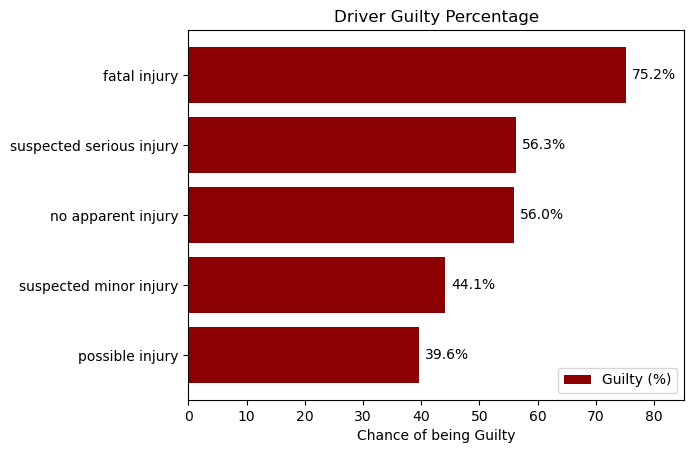 Driver Guilty Percentage
fatal injury
75.2%
suspected serious injury
56.3%
no apparent injury
56.0%
suspected minor injury
44.1%
possible injury
39.6%
Guilty (%)
0 10 20 30 40 50 60 70 80
Chance of being Guilty